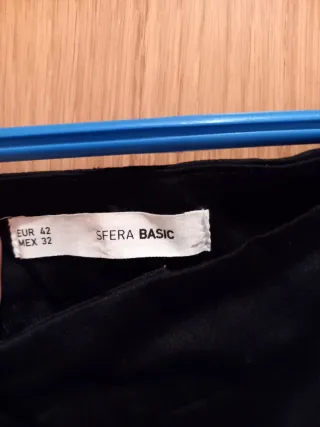 EUR 42
MEX 32
SFERA BASIC